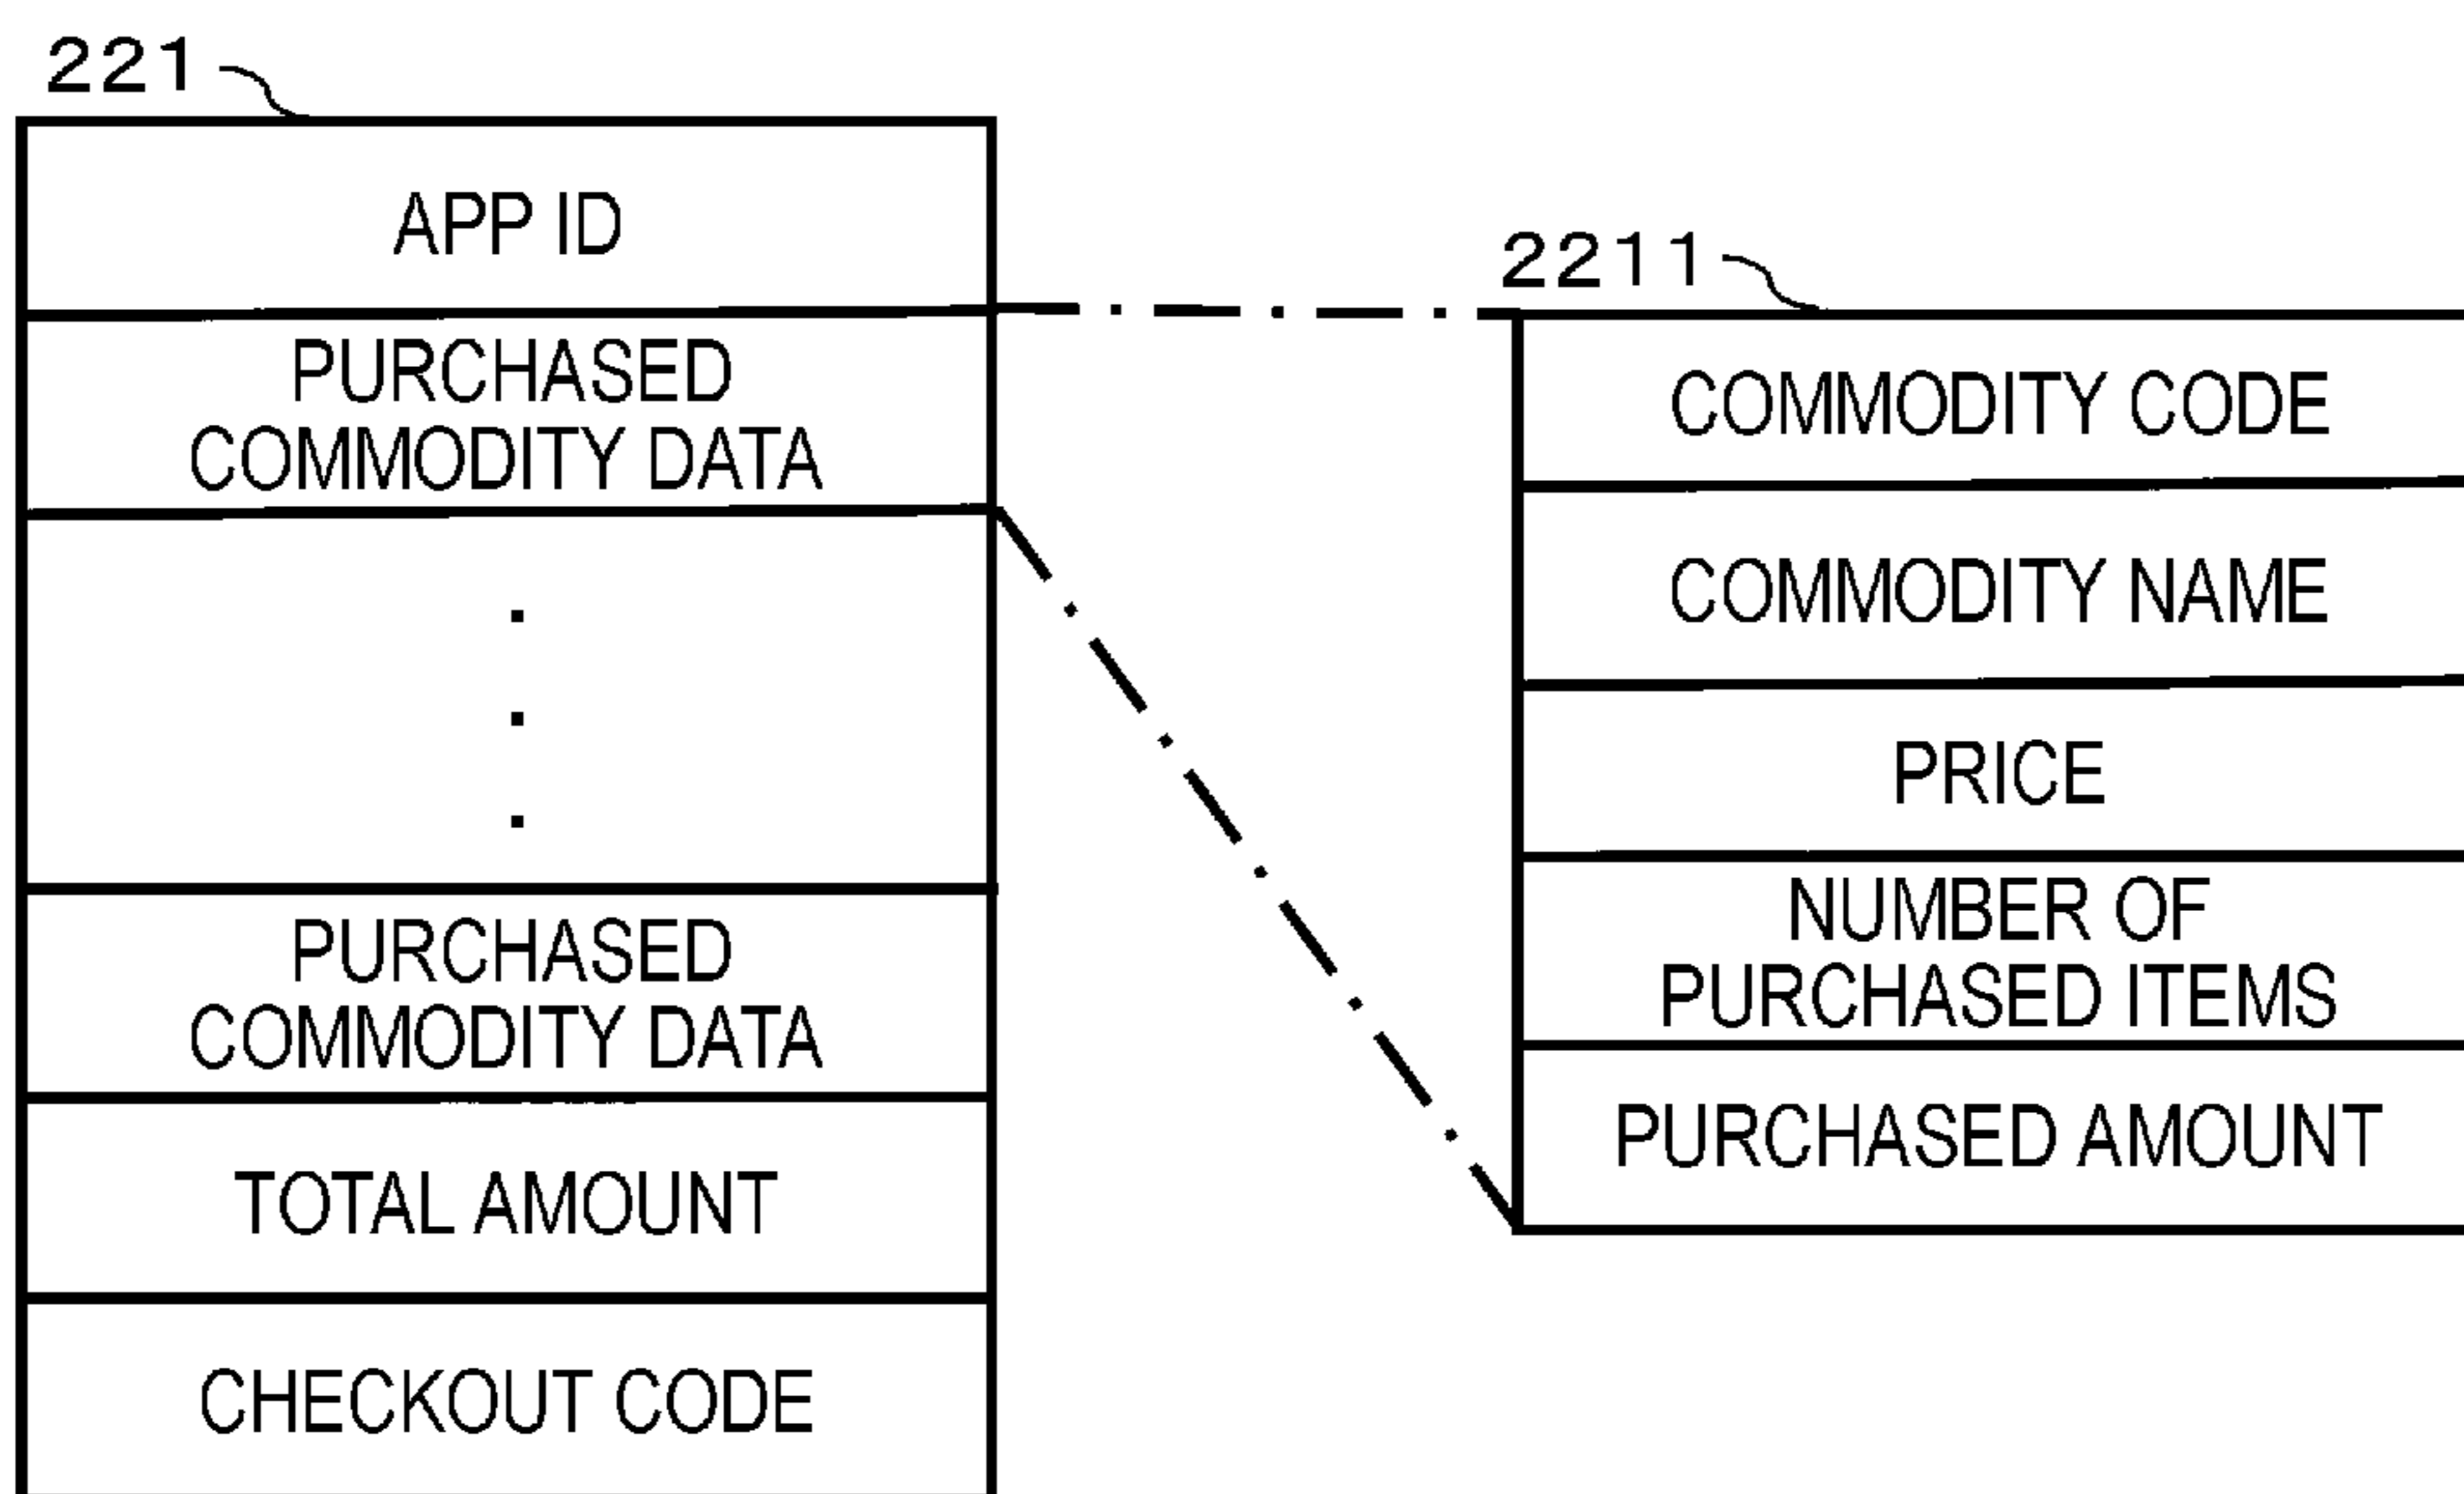 221
APP ID
PURCHASED
COMMODITY DATA
PURCHASED
COMMODITY DATA
TOTAL AMOUNT
CHECKOUT CODE
2211
COMMODITY CODE
COMMODITY NAME
PRICE
NUMBER OF
PURCHASED ITEMS
PURCHASED AMOUNT